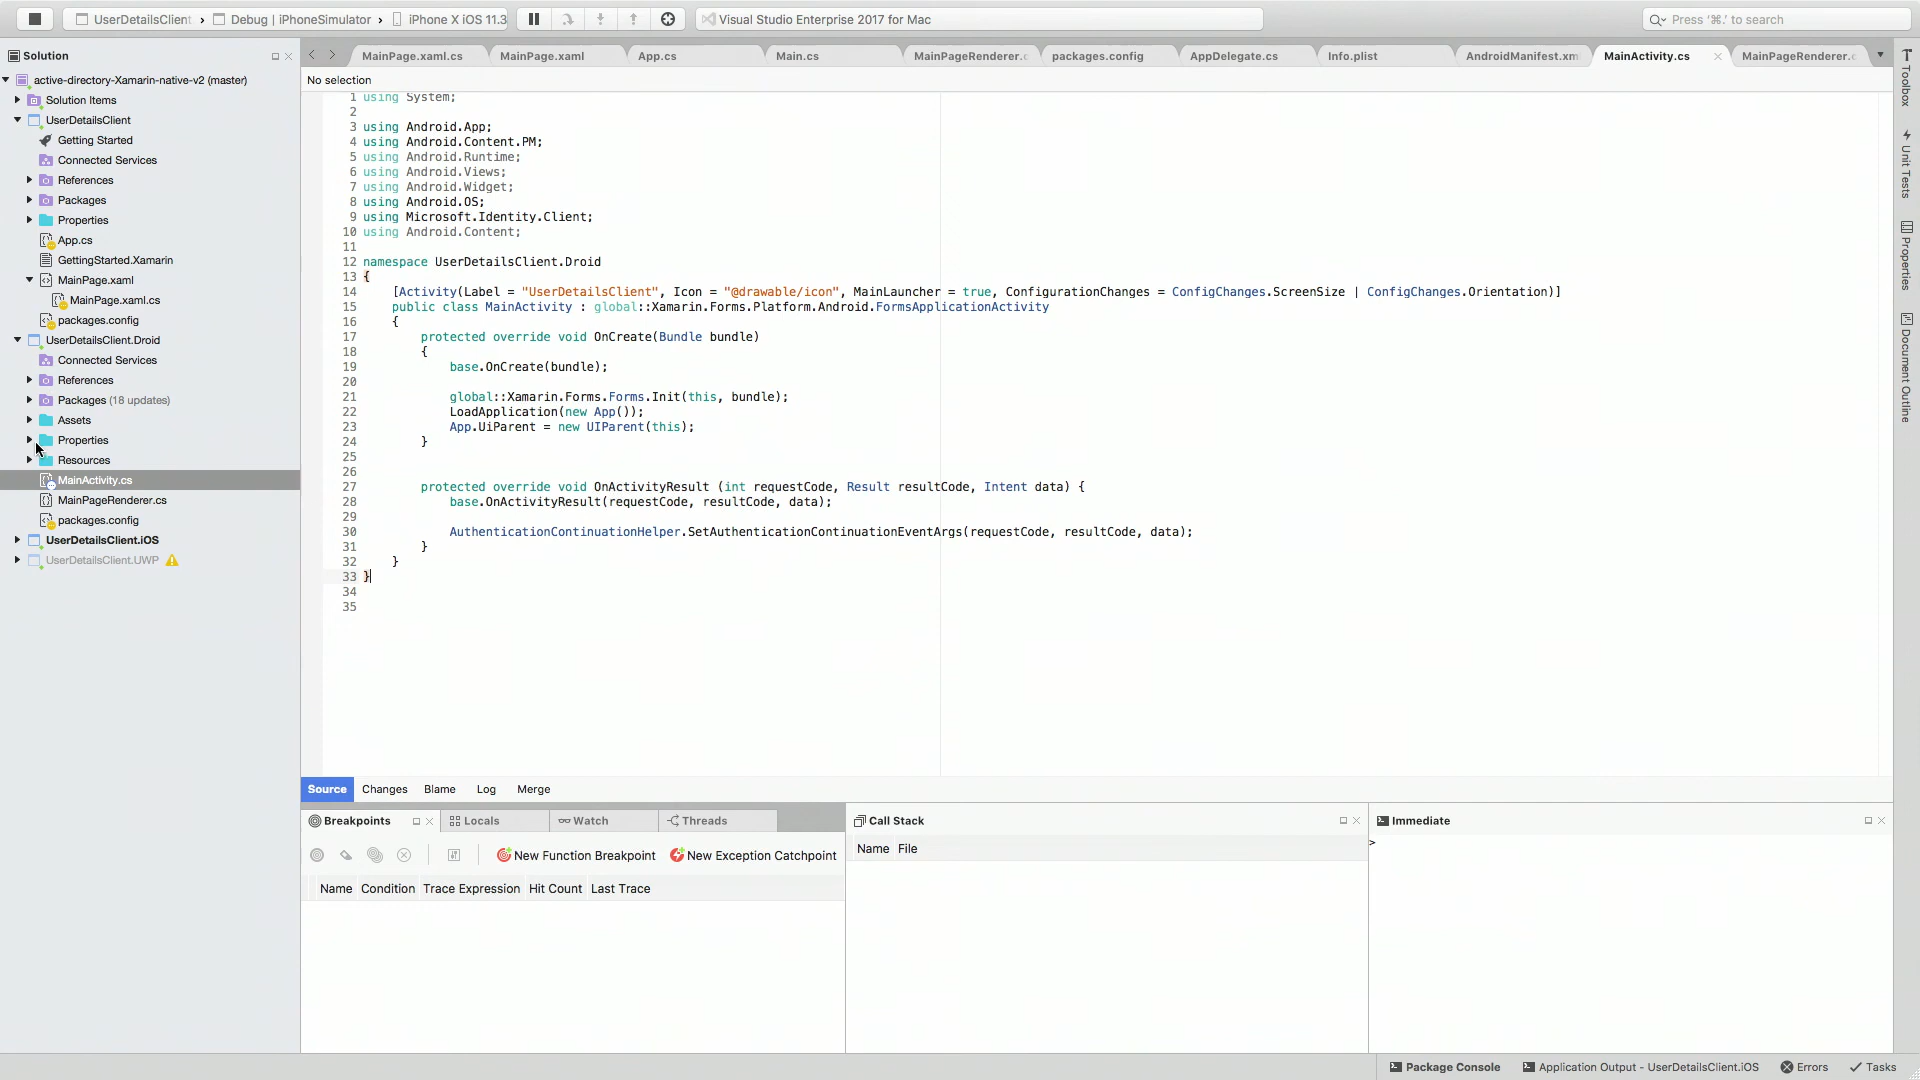 UserDetailsClient › Debug | iPhoneSimulator › iPhone X iOS 11.3
Visual Studio Enterprise 2017 for Mac
Press '⌘.' to search
Solution
active-directory-Xamarin-native-v2 (master)
Solution Items
UserDetailsClient
Getting Started
Connected Services
References
Packages
Properties
App.cs
GettingStarted.Xamarin
MainPage.xaml
MainPage.xaml.cs
packages.config
UserDetailsClient.Droid
Connected Services
References
Packages (18 updates)
Assets
Properties
Resources
MainActivity.cs
MainPageRenderer.cs
packages.config
UserDetailsClient.iOS
UserDetailsClient.UWP
MainPage.xaml.cs
MainPage.xaml
App.cs
Main.cs
MainPageRenderer.c
packages.config
AppDelegate.cs
Info.plist
AndroidManifest.xm
MainActivity.cs
MainPageRenderer.c
No selection
1 using System;
2
3 using Android.App;
4 using Android.Content.PM;
5 using Android.Runtime;
6 using Android.Views;
7 using Android.Widget;
8 using Android.OS;
9 using Microsoft.Identity.Client;
10 using Android.Content;
11
12 namespace UserDetailsClient.Droid
13 {
14 [Activity(Label = "UserDetailsClient", Icon = "@drawable/icon", MainLauncher = true, ConfigurationChanges = ConfigChanges.ScreenSize | ConfigChanges.Orientation)]
15 public class MainActivity : global::Xamarin.Forms.Platform.Android.FormsApplicationActivity
16 {
17 protected override void OnCreate(Bundle bundle)
18 {
19 base.OnCreate(bundle);
20
21 global::Xamarin.Forms.Forms.Init(this, bundle);
22 LoadApplication(new App());
23 App.UiParent = new UIParent(this);
24 }
25
26
27 protected override void OnActivityResult (int requestCode, Result resultCode, Intent data) {
28 base.OnActivityResult(requestCode, resultCode, data);
29
30 AuthenticationContinuationHelper.SetAuthenticationContinuationEventArgs(requestCode, resultCode, data);
31 }
32 }
33 }
34
35
Source Changes Blame Log Merge
Breakpoints
Locals
Watch
Threads
New Function Breakpoint
New Exception Catchpoint
Name Condition Trace Expression Hit Count Last Trace
Call Stack
Name File
Immediate
>
Toolbox
Unit Tests
Properties
Document Outline
Package Console
Application Output - UserDetailsClient.iOS
Errors
Tasks